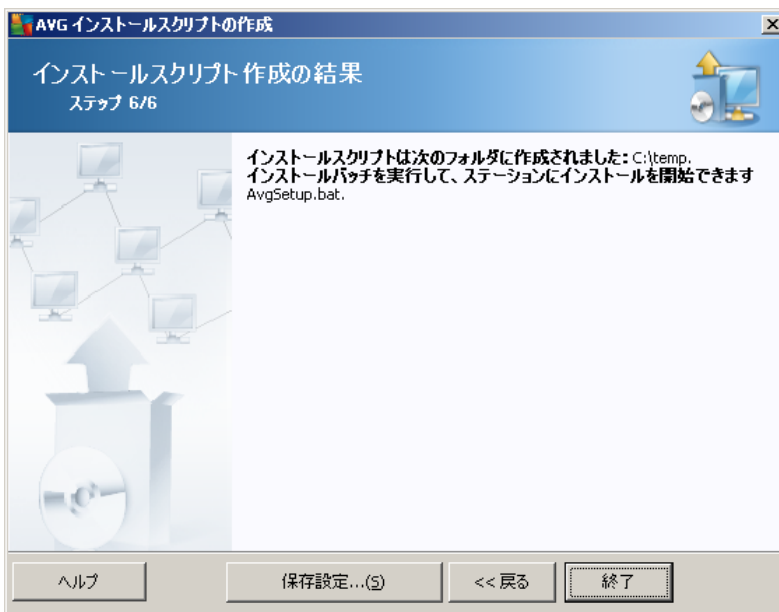 AVG インストールスクリプトの作成
インストールスクリプト作成の結果
ステップ 6/6
インストールスクリプトは次のフォルダに作成されました: C:\temp.
インストールバッチを実行して、ステーションにインストールを開始できます
AvgSetup.bat.
ヘルプ
保存設定...(S)
<< 戻る
終了